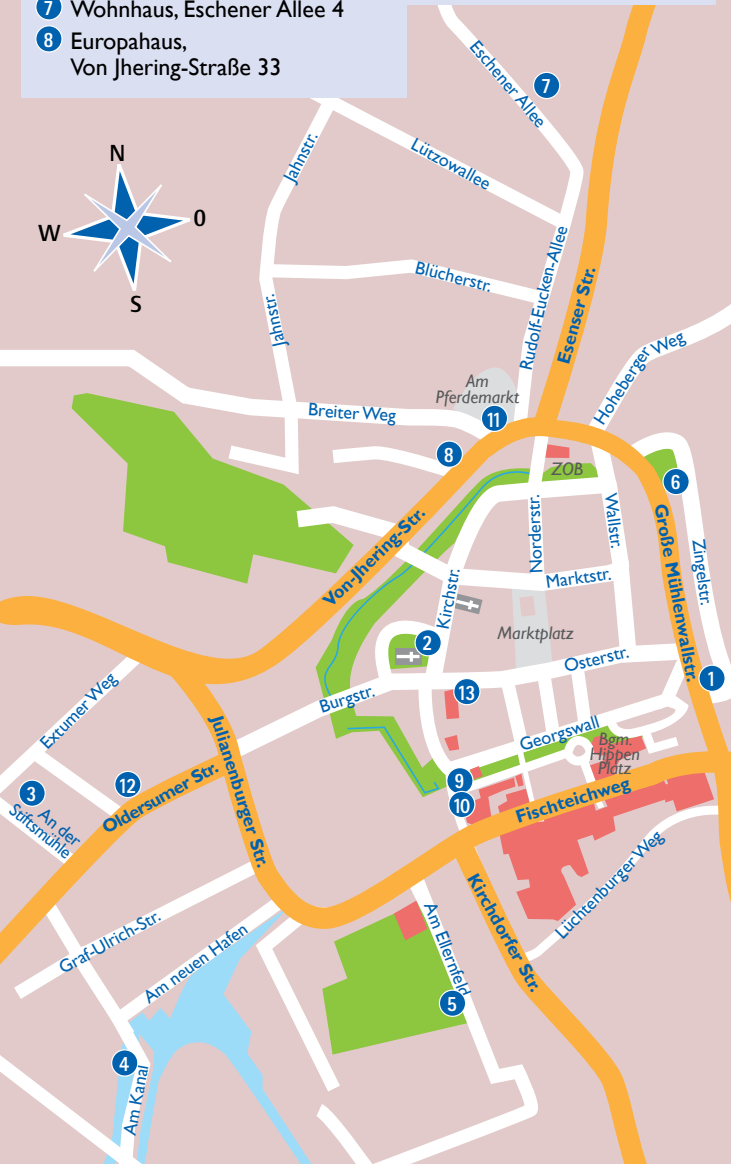 7 Wohnhaus, Eschener Allee 4
8 Europahaus,
Von Jhering-Straße 33
Eschener Allee
7
N
W
O
S
Jahnstr.
Lützowallee
Blücherstr.
Rudolf-Eucken-Allee
Esenser Str.
Jahnstr.
Hoheberger Weg
Am
Pferdemarkt
Breiter Weg
11
8
ZOB
6
Von-Jhering-Str.
Norderstr.
Wallstr.
Große Mühlenwallstr.
Zingelstr.
Kirchstr.
Marktstr.
Marktplatz
2
Osterstr.
1
13
Burgstr.
Extumer Weg
Georgswall
Bgm.
Hippen
Platz
Julianenburger Str.
12
3
An der
Stiftsmühle
Oldersumer Str.
9
10
Fischteichweg
Lüchtenburger Weg
Kirchdorfer Str.
Graf-Ulrich-Str.
Am neuen Hafen
Am Ellernfeld
5
4
Am Kanal